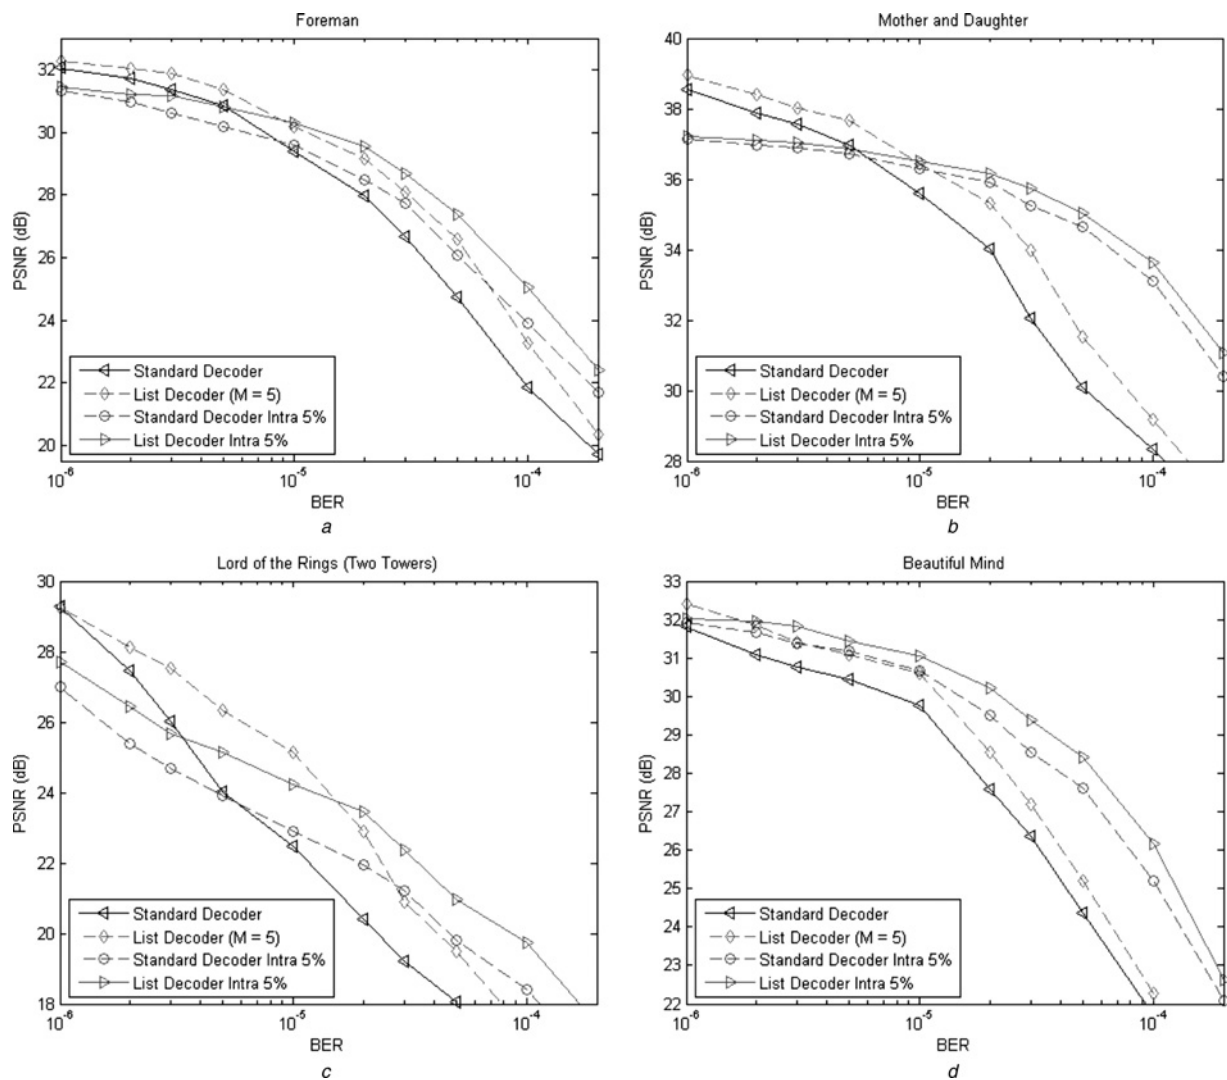 Foreman
32
30
28
26
24
22
20
PSNR (dB)
Standard Decoder
List Decoder (M = 5)
Standard Decoder Intra 5%
List Decoder Intra 5%
10^-6
10^-5
10^-4
BER
a
Mother and Daughter
40
38
36
34
32
30
28
PSNR (dB)
Standard Decoder
List Decoder (M = 5)
Standard Decoder Intra 5%
List Decoder Intra 5%
10^-6
10^-5
10^-4
BER
b
Lord of the Rings (Two Towers)
30
28
26
24
22
20
18
PSNR (dB)
Standard Decoder
List Decoder (M = 5)
Standard Decoder Intra 5%
List Decoder Intra 5%
10^-6
10^-5
10^-4
BER
c
Beautiful Mind
33
32
31
30
29
28
27
26
25
24
23
22
PSNR (dB)
Standard Decoder
List Decoder (M = 5)
Standard Decoder Intra 5%
List Decoder Intra 5%
10^-6
10^-5
10^-4
BER
d